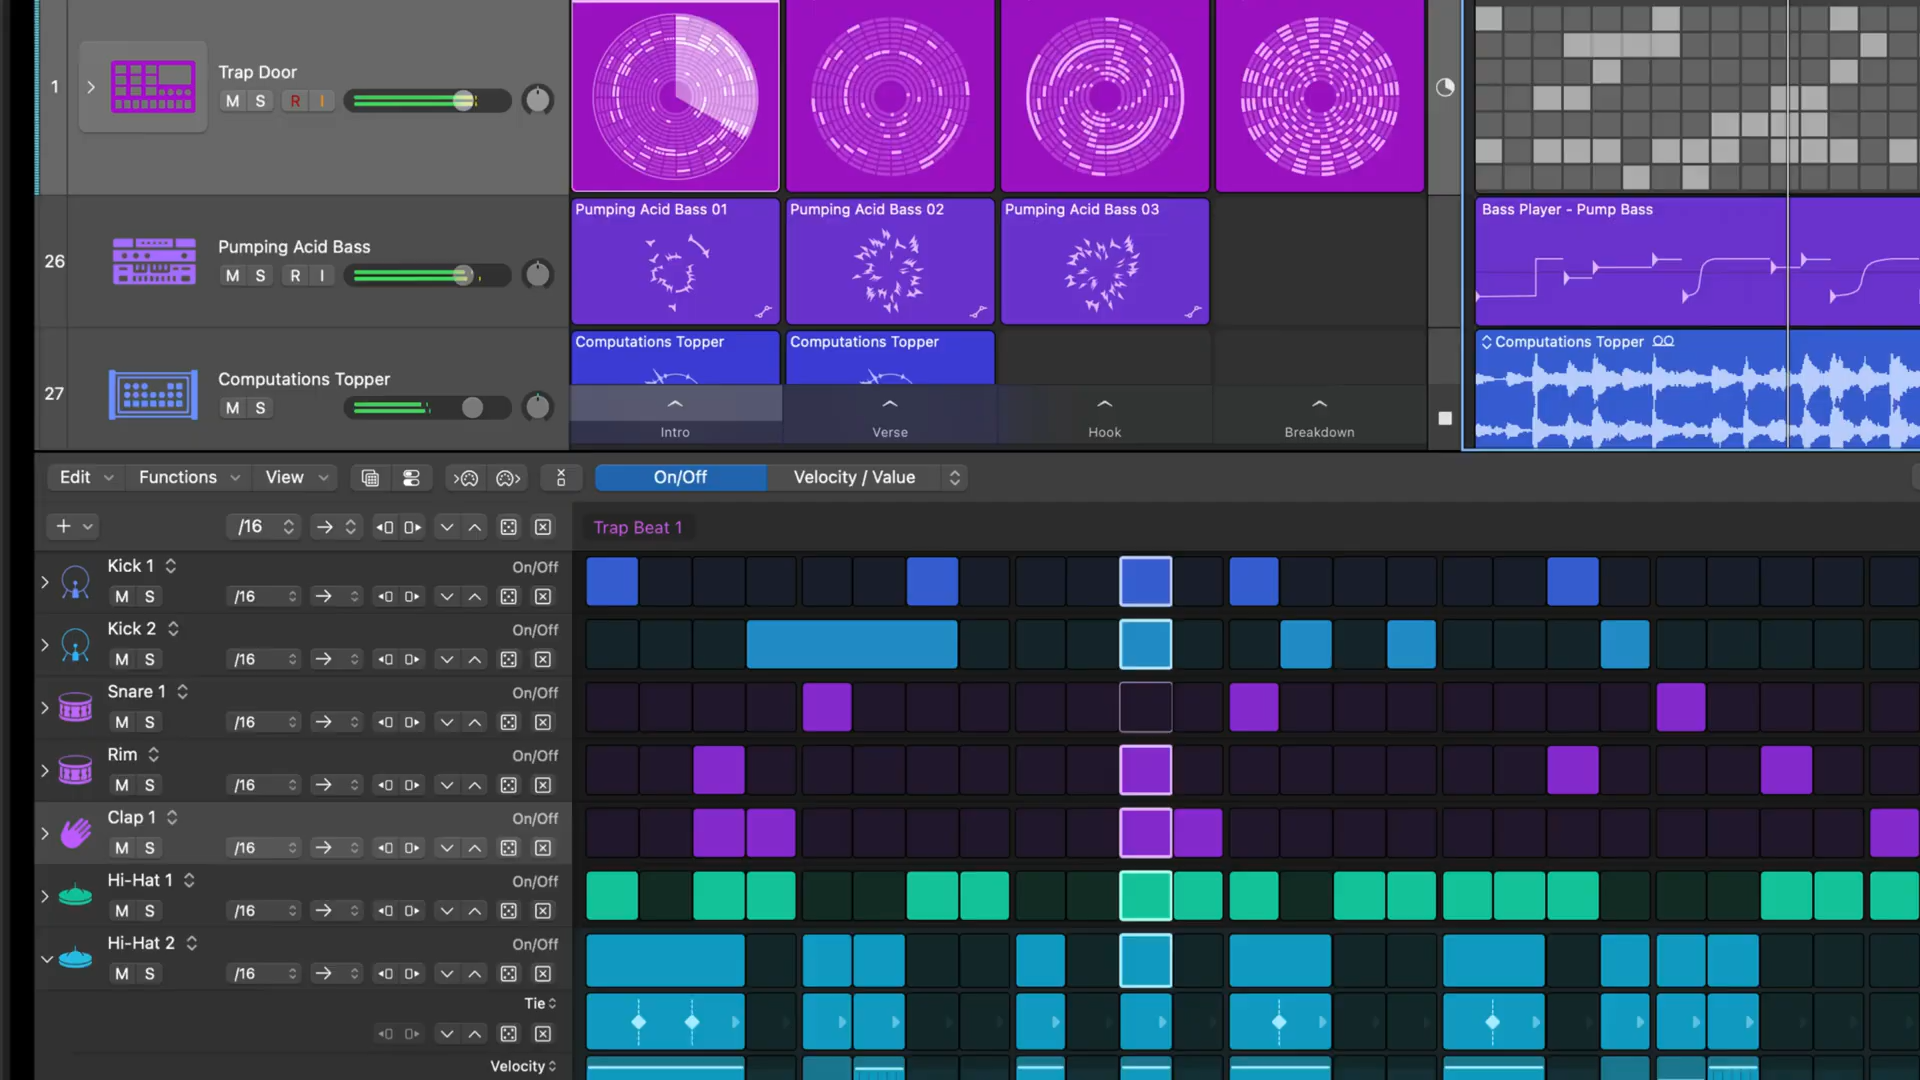 1
Trap Door
M S R I
Pumping Acid Bass 01
Pumping Acid Bass 02
Pumping Acid Bass 03
Bass Player - Pump Bass
26
Pumping Acid Bass
M S R I
Computations Topper
Computations Topper
Computations Topper
27
Computations Topper
M S
Intro
Verse
Hook
Breakdown
Edit
Functions
View
On/Off
Velocity / Value
/16
Trap Beat 1
Kick 1
On/Off
M S
/16
Kick 2
On/Off
M S
/16
Snare 1
On/Off
M S
/16
Rim
On/Off
M S
/16
Clap 1
On/Off
M S
/16
Hi-Hat 1
On/Off
M S
/16
Hi-Hat 2
On/Off
M S
/16
Tie
Velocity